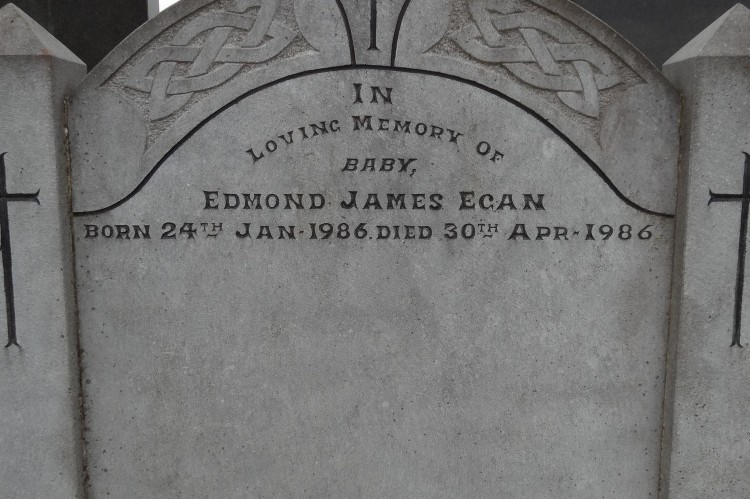 IN
LOVING MEMORY OF
BABY,
EDMOND JAMES EGAN
BORN 24TH JAN-1986. DIED 30TH APR-1986